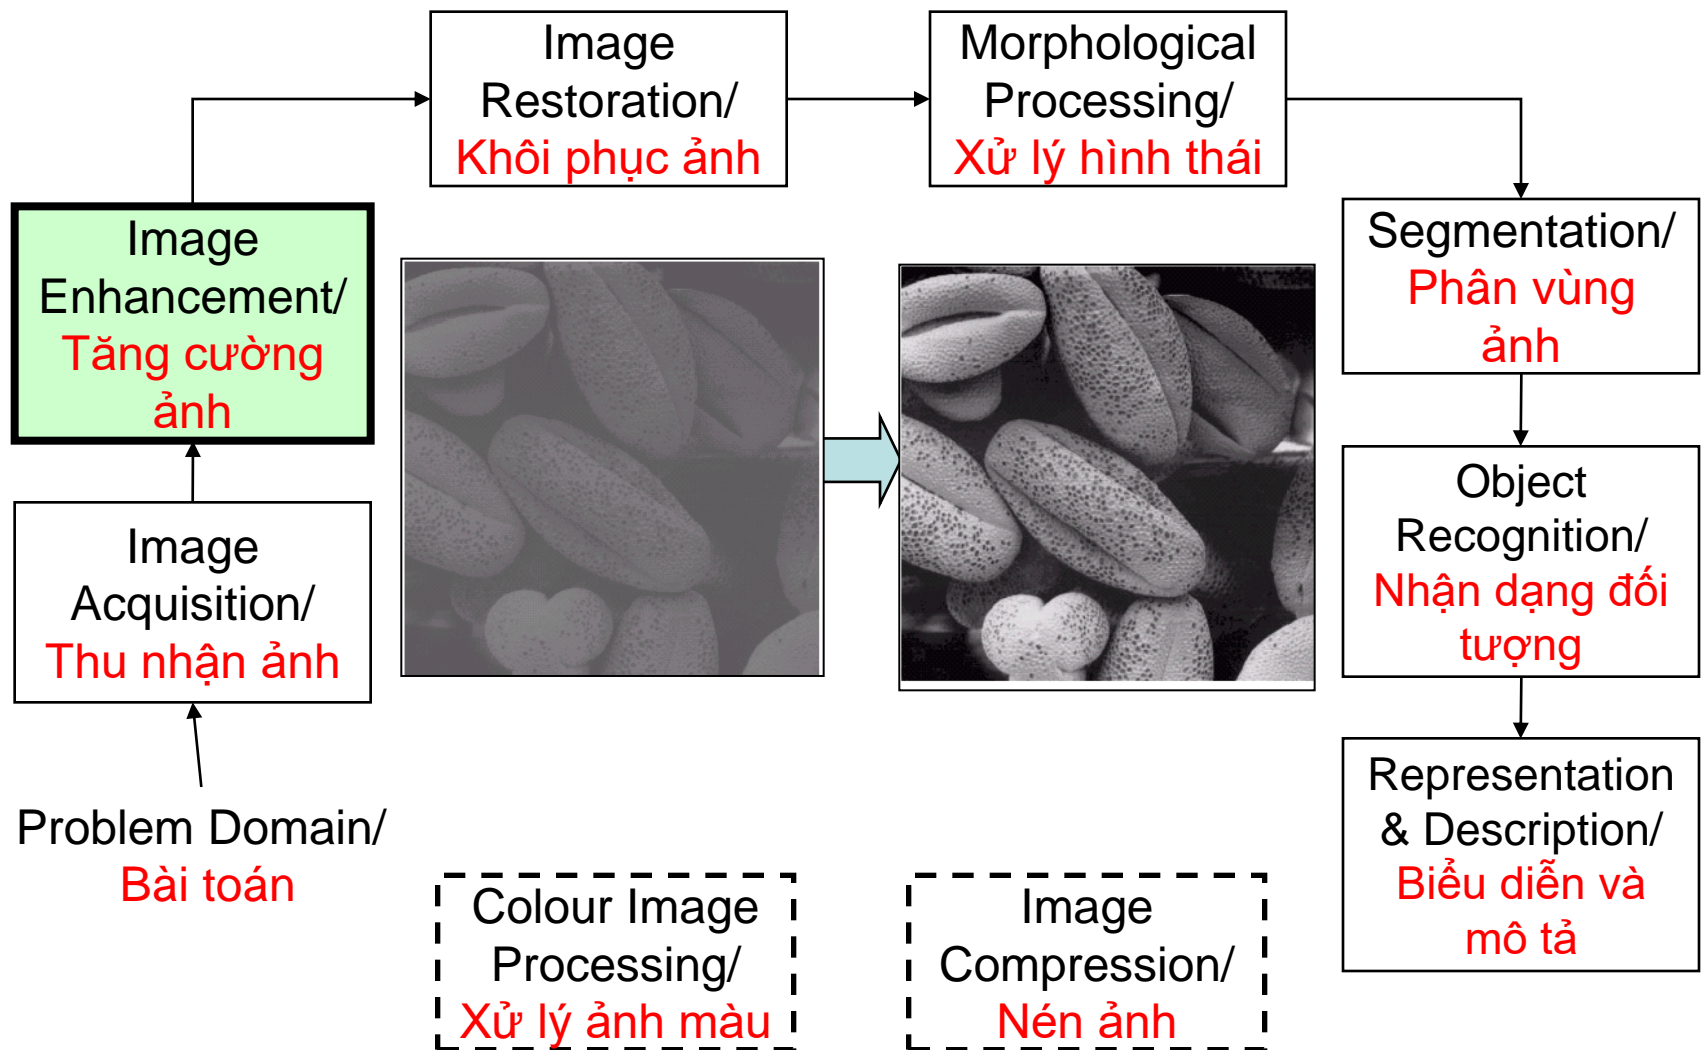 Image
Restoration/
Khôi phục ảnh
Morphological
Processing/
Xử lý hình thái
Image
Enhancement/
Tăng cường
ảnh
Segmentation/
Phân vùng
ảnh
Image
Acquisition/
Thu nhận ảnh
Object
Recognition/
Nhận dạng đối
tượng
Problem Domain/
Bài toán
Representation
& Description/
Biểu diễn và
mô tả
Colour Image
Processing/
Xử lý ảnh màu
Image
Compression/
Nén ảnh